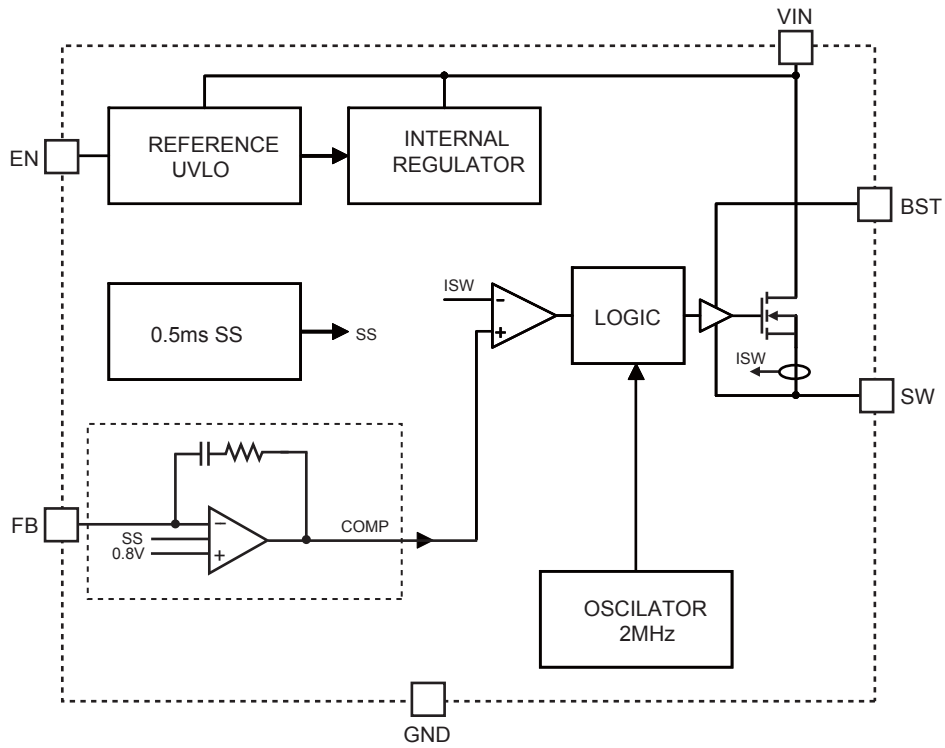 VIN
EN
REFERENCE
UVLO
INTERNAL
REGULATOR
BST
0.5ms SS
SS
ISW
−
+
LOGIC
ISW
SW
FB
SS
0.8V
−
+
COMP
OSCILATOR
2MHz
GND